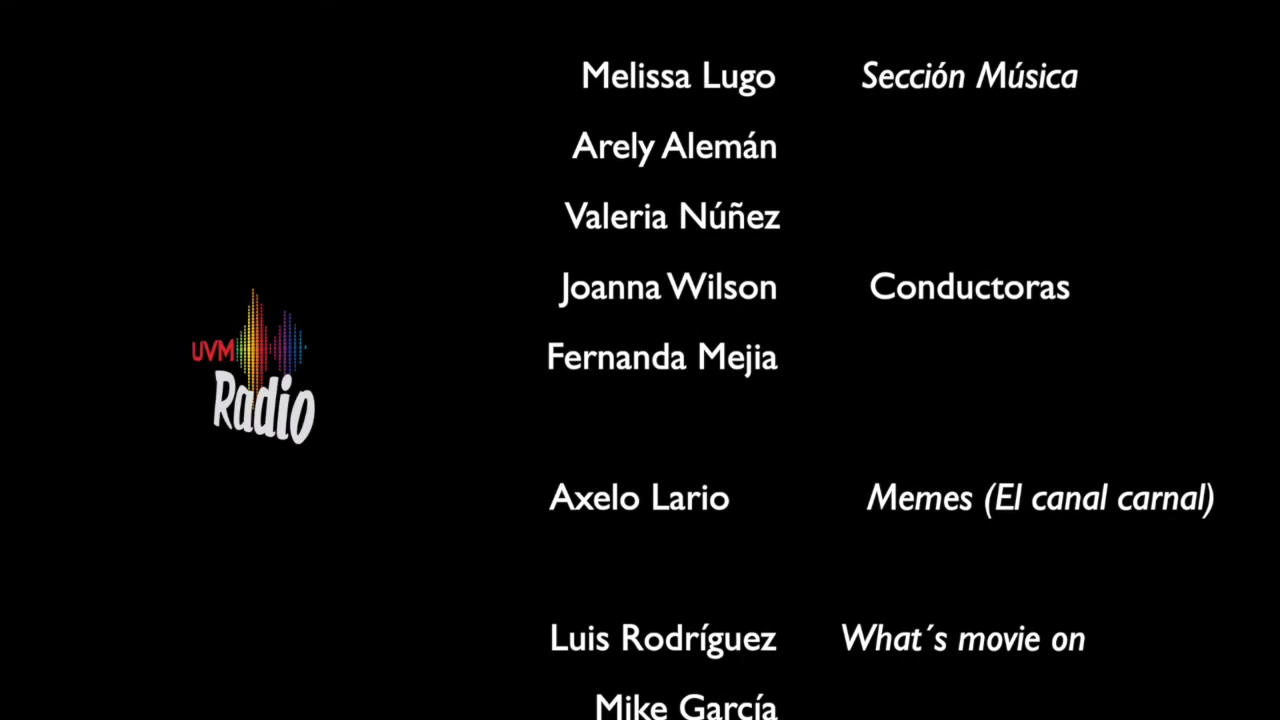 Melissa Lugo Sección Música
Arely Alemán
Valeria Núñez
Joanna Wilson Conductoras
UVM
Radio
Fernanda Mejia
Axelo Lario Memes (El canal carnal)
Luis Rodríguez What´s movie on
Mike García